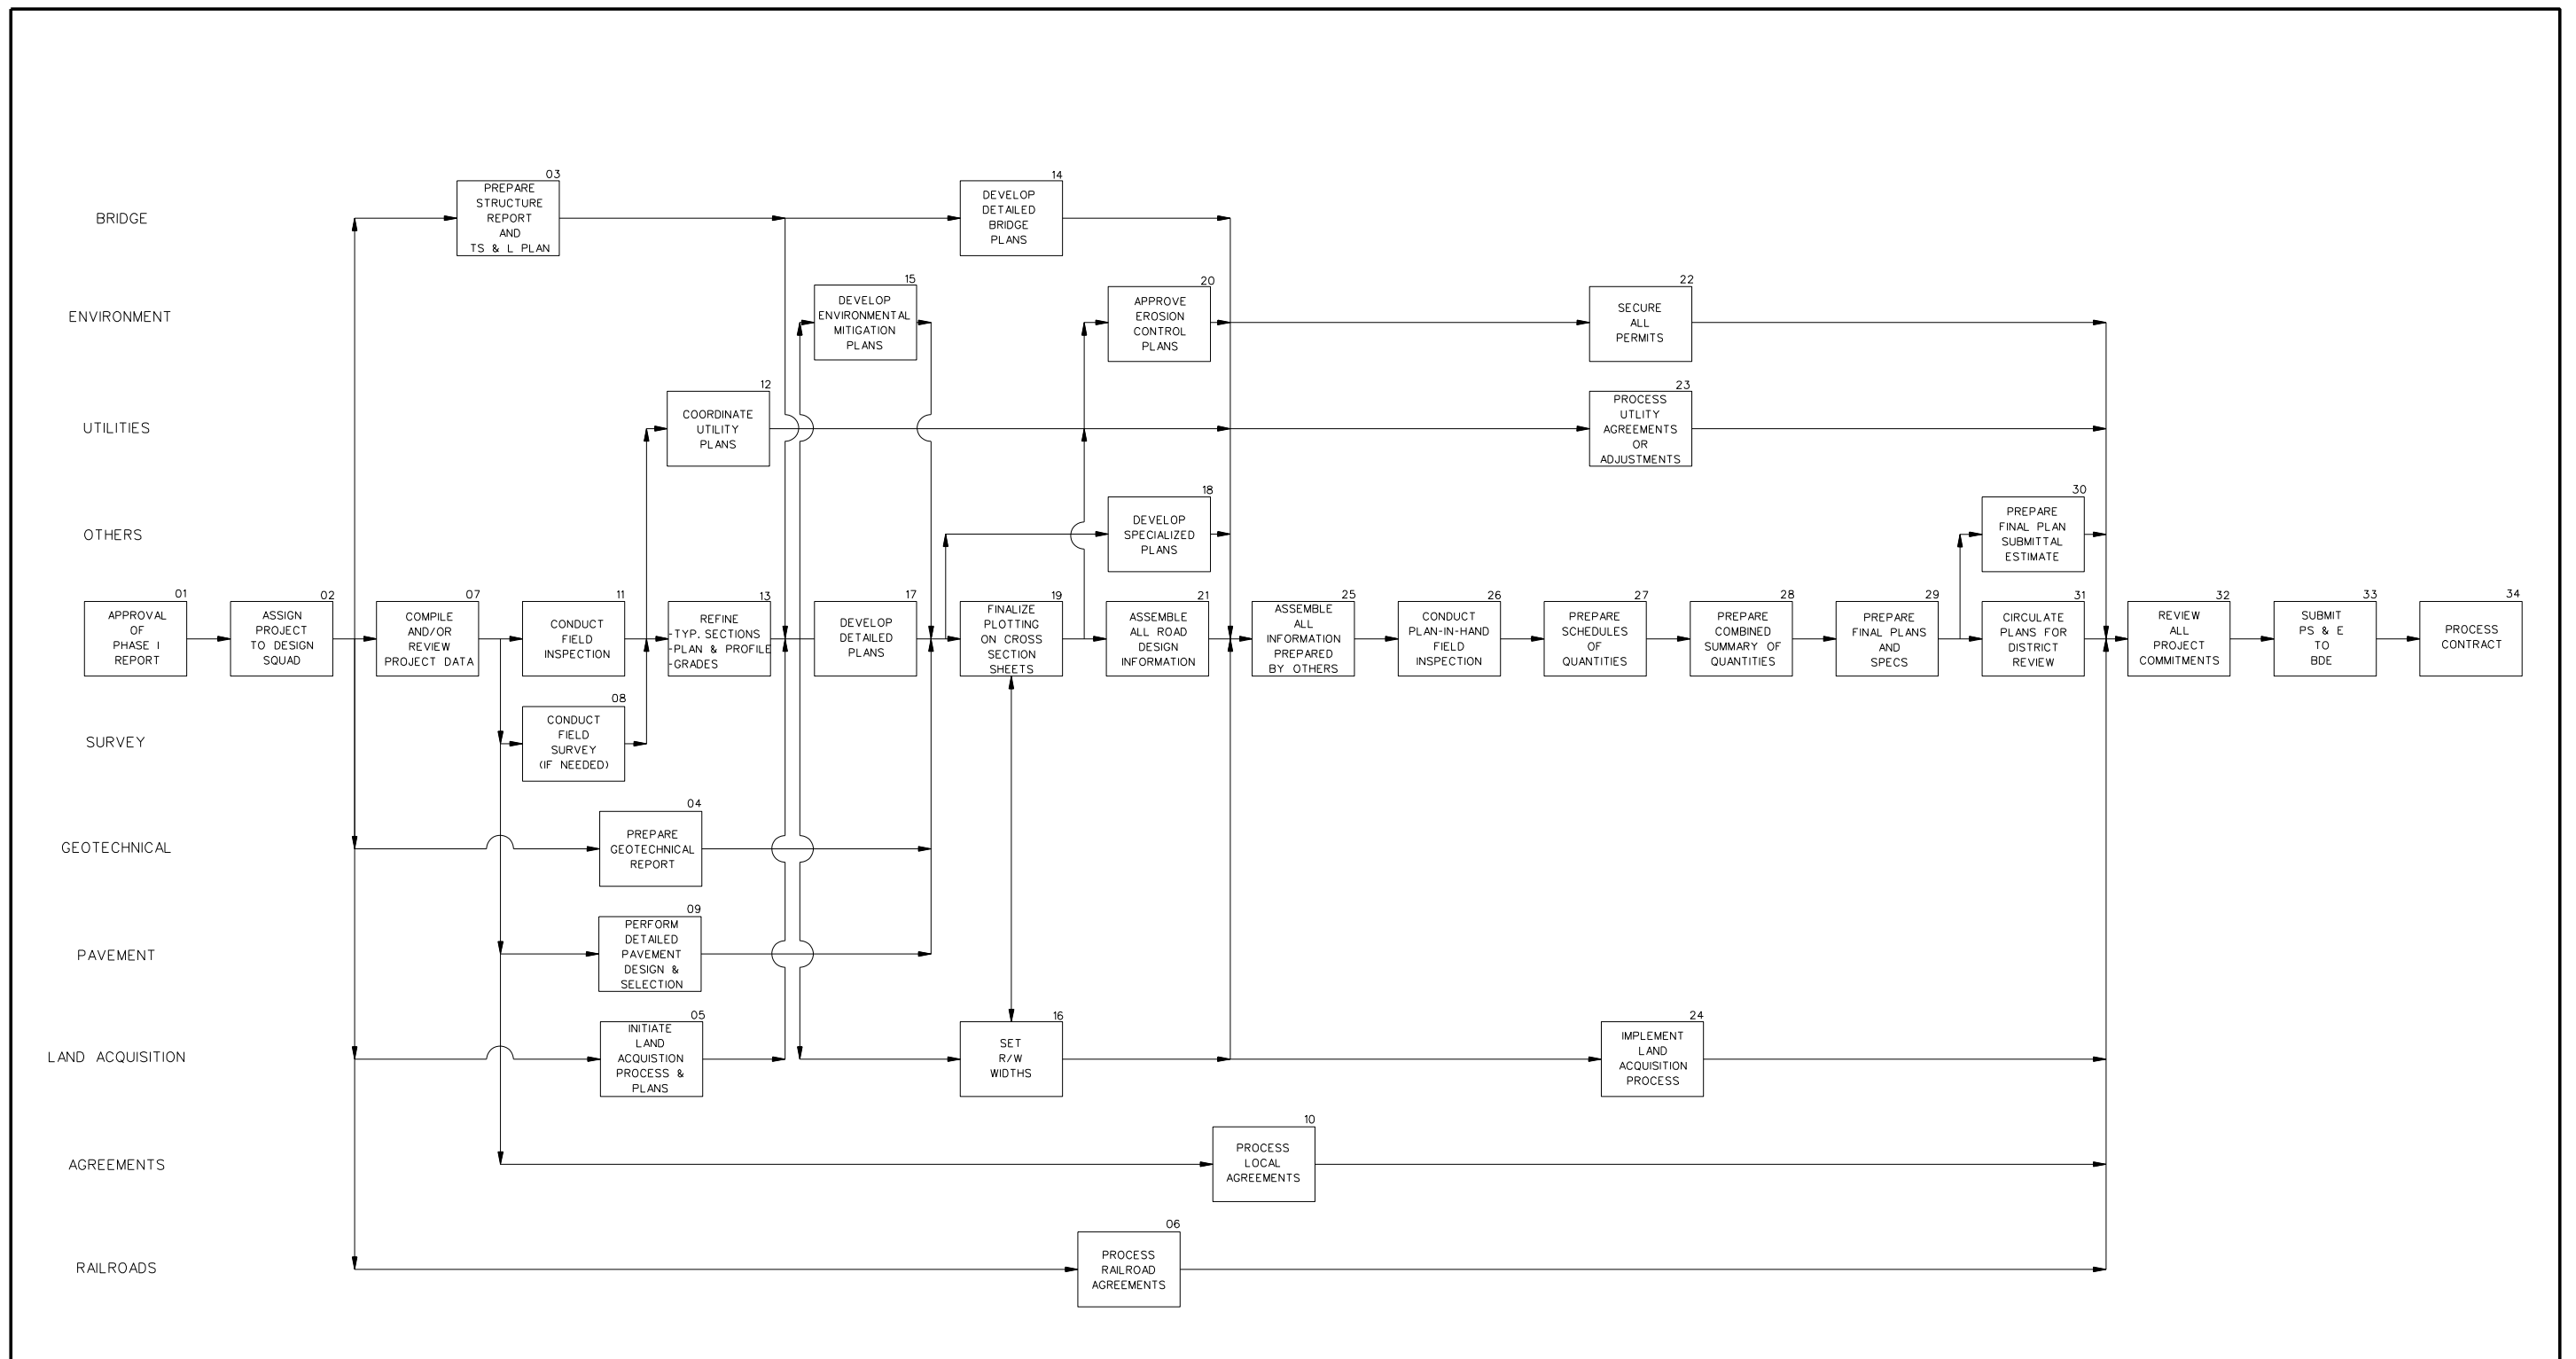 03
PREPARE
STRUCTURE
REPORT
AND
TS & L PLAN
14
DEVELOP
DETAILED
BRIDGE
PLANS
BRIDGE
15
DEVELOP
ENVIRONMENTAL
MITIGATION
PLANS
20
APPROVE
EROSION
CONTROL
PLANS
22
SECURE
ALL
PERMITS
ENVIRONMENT
12
COORDINATE
UTILITY
PLANS
23
PROCESS
UTLITY
AGREEMENTS
OR
ADJUSTMENTS
UTILITIES
18
DEVELOP
SPECIALIZED
PLANS
30
PREPARE
FINAL PLAN
SUBMITTAL
ESTIMATE
OTHERS
01
APPROVAL
OF
PHASE I
REPORT
02
ASSIGN
PROJECT
TO DESIGN
SQUAD
07
COMPILE
AND/OR
REVIEW
PROJECT DATA
11
CONDUCT
FIELD
INSPECTION
13
REFINE
-TYP. SECTIONS
-PLAN & PROFILE
-GRADES
17
DEVELOP
DETAILED
PLANS
19
FINALIZE
PLOTTING
ON CROSS
SECTION
SHEETS
21
ASSEMBLE
ALL ROAD
DESIGN
INFORMATION
25
ASSEMBLE
ALL
INFORMATION
PREPARED
BY OTHERS
26
CONDUCT
PLAN-IN-HAND
FIELD
INSPECTION
27
PREPARE
SCHEDULES
OF
QUANTITIES
28
PREPARE
COMBINED
SUMMARY OF
QUANTITIES
29
PREPARE
FINAL PLANS
AND
SPECS
31
CIRCULATE
PLANS FOR
DISTRICT
REVIEW
32
REVIEW
ALL
PROJECT
COMMITMENTS
33
SUBMIT
PS & E
TO
BDE
34
PROCESS
CONTRACT
08
CONDUCT
FIELD
SURVEY
(IF NEEDED)
SURVEY
04
PREPARE
GEOTECHNICAL
REPORT
GEOTECHNICAL
09
PERFORM
DETAILED
PAVEMENT
DESIGN &
SELECTION
PAVEMENT
05
INITIATE
LAND
ACQUISTION
PROCESS &
PLANS
16
SET
R/W
WIDTHS
24
IMPLEMENT
LAND
ACQUISITION
PROCESS
LAND ACQUISITION
10
PROCESS
LOCAL
AGREEMENTS
AGREEMENTS
06
PROCESS
RAILROAD
AGREEMENTS
RAILROADS